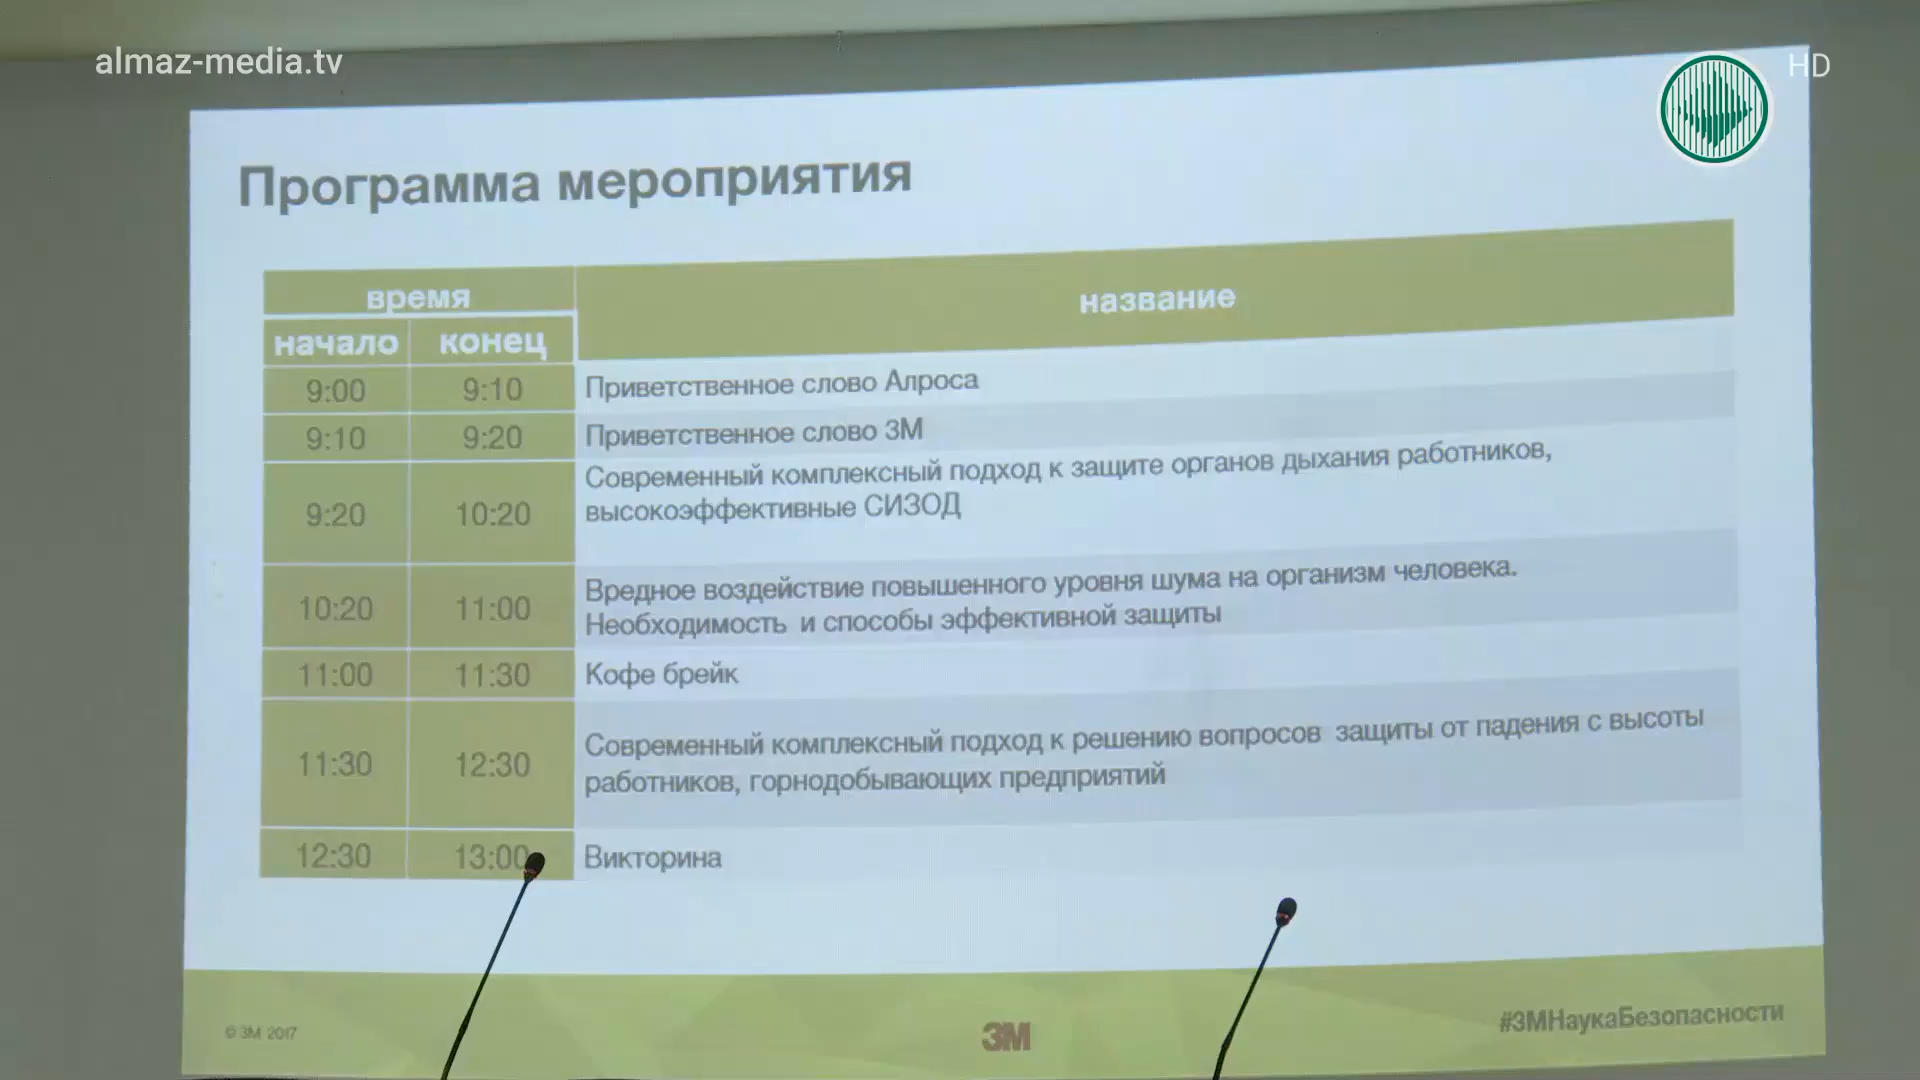 almaz-media.tv
HD
Программа мероприятия
время
название
начало
конец
9:00
9:10
Приветственное слово Алроса
9:10
9:20
Приветственное слово 3М
9:20
10:20
Современный комплексный подход к защите органов дыхания работников,
высокоэффективные СИЗОД
10:20
11:00
Вредное воздействие повышенного уровня шума на организм человека.
Необходимость и способы эффективной защиты
11:00
11:30
Кофе брейк
11:30
12:30
Современный комплексный подход к решению вопросов защиты от падения с высоты
работников, горнодобывающих предприятий
12:30
13:00
Викторина
© 3M 2017
3M
#3МНаукаБезопасности